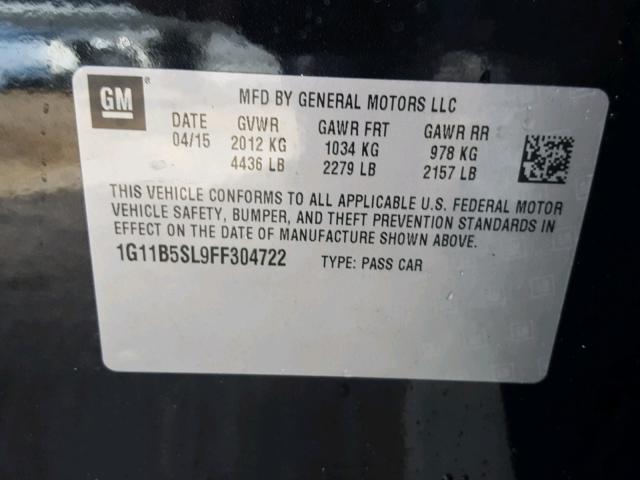 GM
MFD BY GENERAL MOTORS LLC
DATE GVWR GAWR FRT GAWR RR
04/15 2012 KG 1034 KG 978 KG
4436 LB 2279 LB 2157 LB
THIS VEHICLE CONFORMS TO ALL APPLICABLE U.S. FEDERAL MOTOR
VEHICLE SAFETY, BUMPER, AND THEFT PREVENTION STANDARDS IN
EFFECT ON THE DATE OF MANUFACTURE SHOWN ABOVE.
1G11B5SL9FF304722 TYPE: PASS CAR